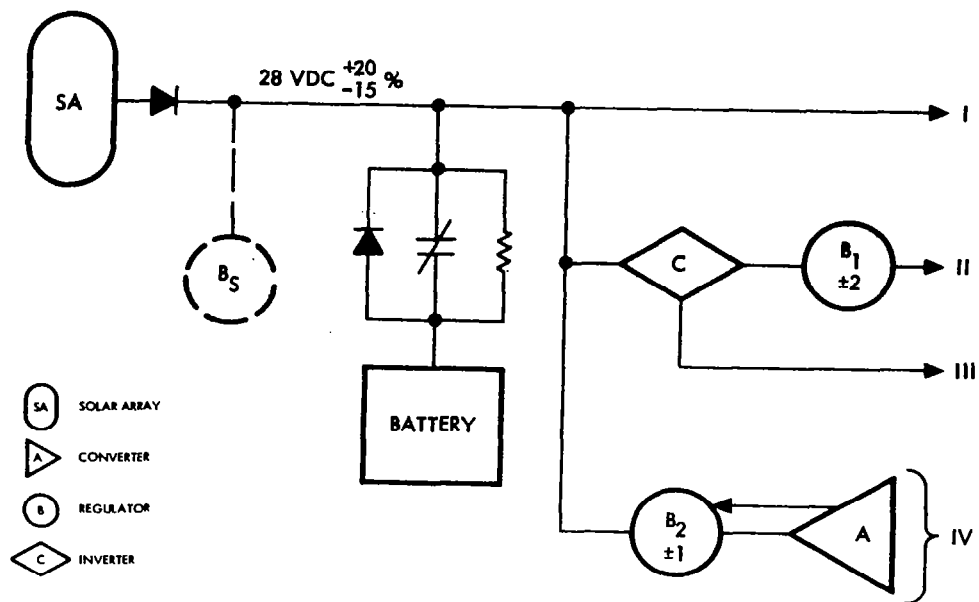 SA
28 VDC +20 -15 %
I
BS
C
B1 ±2
II
III
BATTERY
B2 ±1
A
IV
SA SOLAR ARRAY
A CONVERTER
B REGULATOR
C INVERTER